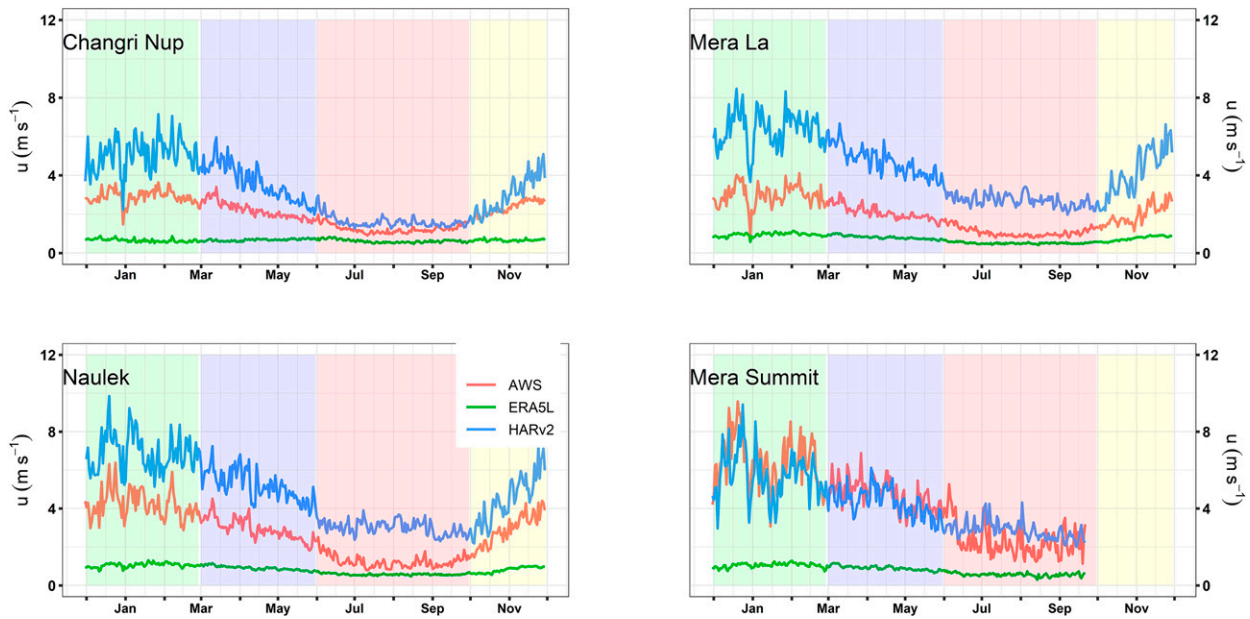 Changri Nup
12
8
4
0
u (m s⁻¹)
Jan Mar May Jul Sep Nov
Mera La
12
8
4
0
u (m s⁻¹)
Jan Mar May Jul Sep Nov
Naulek
12
8
4
0
u (m s⁻¹)
AWS
ERA5L
HARv2
Jan Mar May Jul Sep Nov
Mera Summit
12
8
4
0
u (m s⁻¹)
Jan Mar May Jul Sep Nov